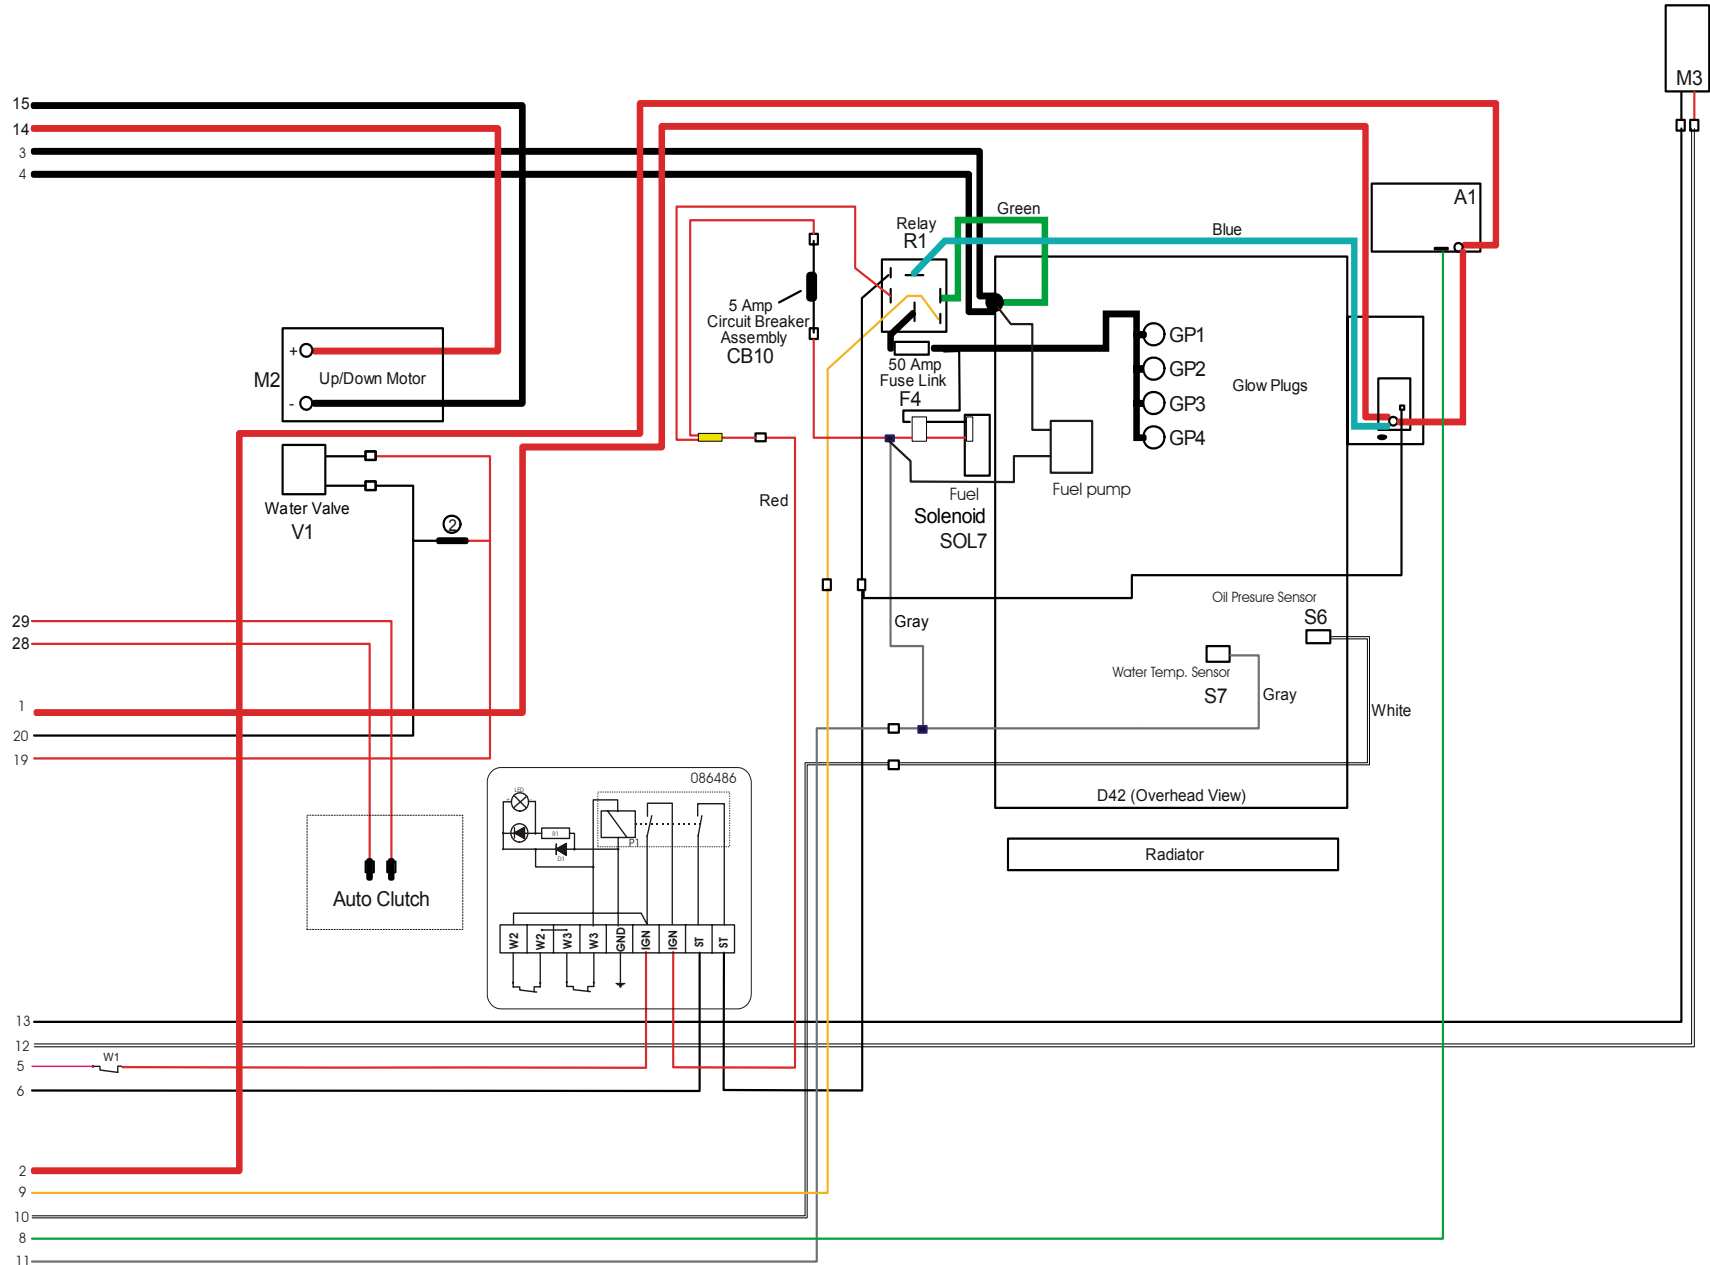 M3
15
14
3
4
A1
Green
Blue
Relay
R1
5 Amp
Circuit Breaker
Assembly
CB10
+
M2
Up/Down Motor
-
50 Amp
Fuse Link
F4
GP1
GP2
GP3
GP4
Glow Plugs
Water Valve
V1
2
Red
Fuel
Solenoid
SOL7
Fuel pump
29
28
1
20
19
Gray
Oil Presure Sensor
S6
Water Temp. Sensor
S7
Gray
White
086486
LED
R1
D1
P1
D42 (Overhead View)
Radiator
Auto Clutch
W2 W2 W3 W3 GND IGN IGN ST ST
13
12
5
W1
6
2
9
10
8
11